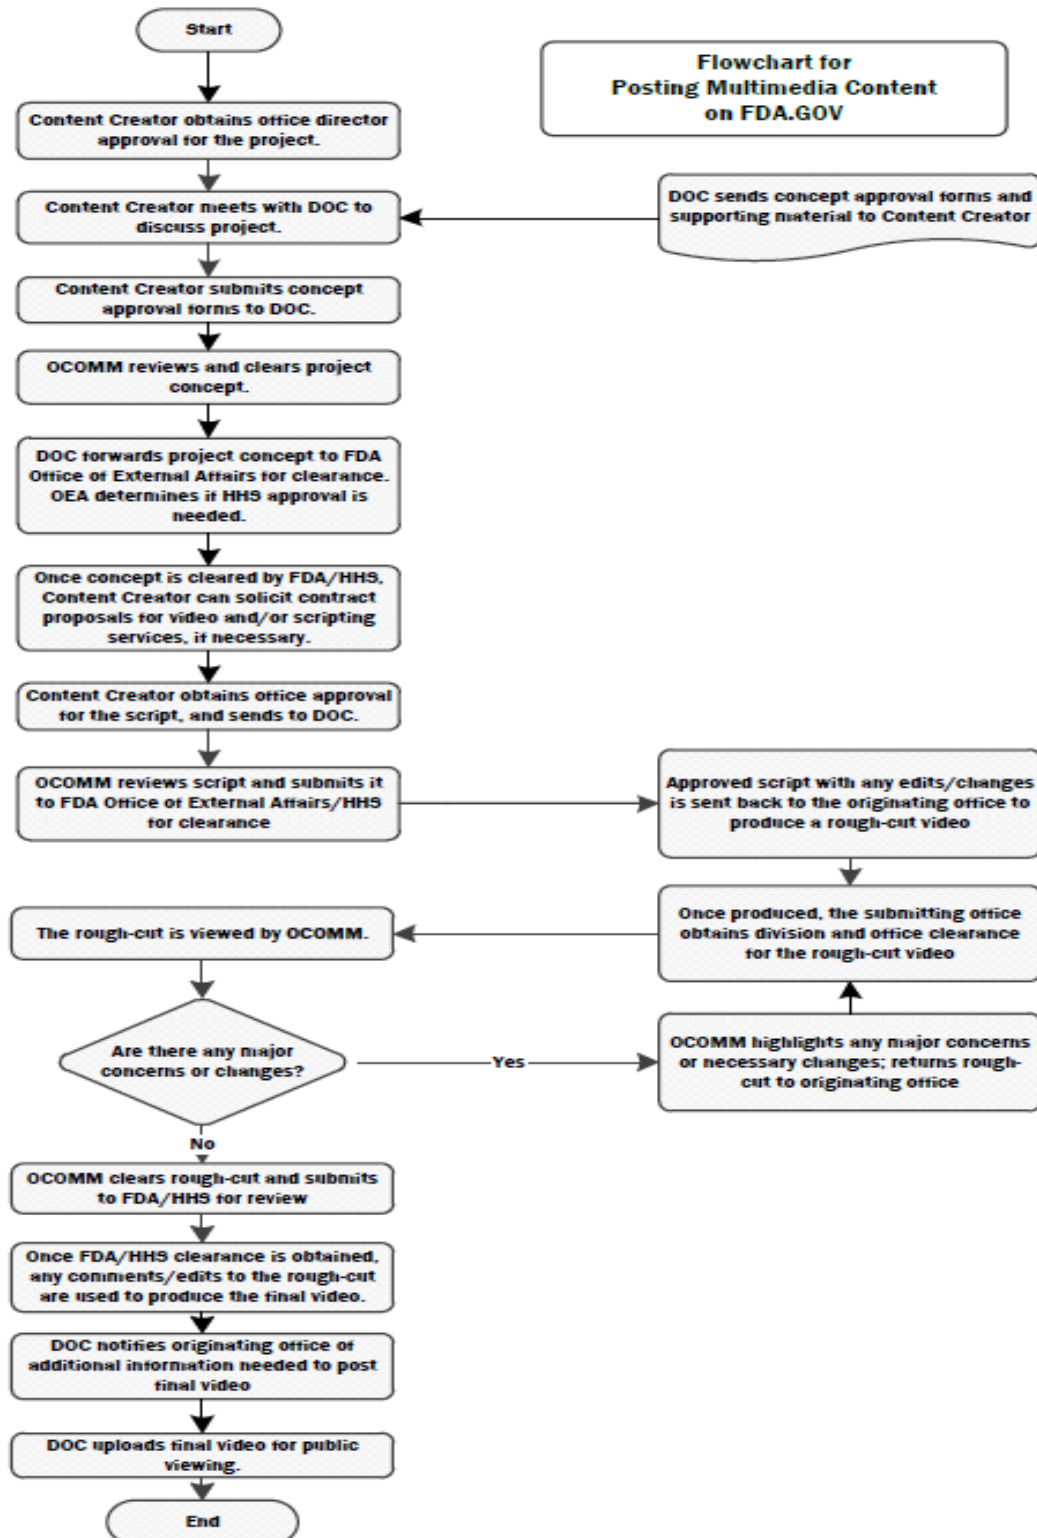 Start
Flowchart for
Posting Multimedia Content
on FDA.GOV
Content Creator obtains office director
approval for the project.
DOC sends concept approval forms and
supporting material to Content Creator
Content Creator meets with DOC to
discuss project.
Content Creator submits concept
approval forms to DOC.
OCOMM reviews and clears project
concept.
DOC forwards project concept to FDA
Office of External Affairs for clearance.
OEA determines if HHS approval is
needed.
Once concept is cleared by FDA/HHS,
Content Creator can solicit contract
proposals for video and/or scripting
services, if necessary.
Content Creator obtains office approval
for the script, and sends to DOC.
OCOMM reviews script and submits it
to FDA Office of External Affairs/HHS
for clearance
Approved script with any edits/changes
is sent back to the originating office to
produce a rough-cut video
Once produced, the submitting office
obtains division and office clearance
for the rough-cut video
The rough-cut is viewed by OCOMM.
Are there any major
concerns or changes?
Yes
OCOMM highlights any major concerns
or necessary changes; returns rough-
cut to originating office
No
OCOMM clears rough-cut and submits
to FDA/HHS for review
Once FDA/HHS clearance is obtained,
any comments/edits to the rough-cut
are used to produce the final video.
DOC notifies originating office of
additional information needed to post
final video
DOC uploads final video for public
viewing.
End